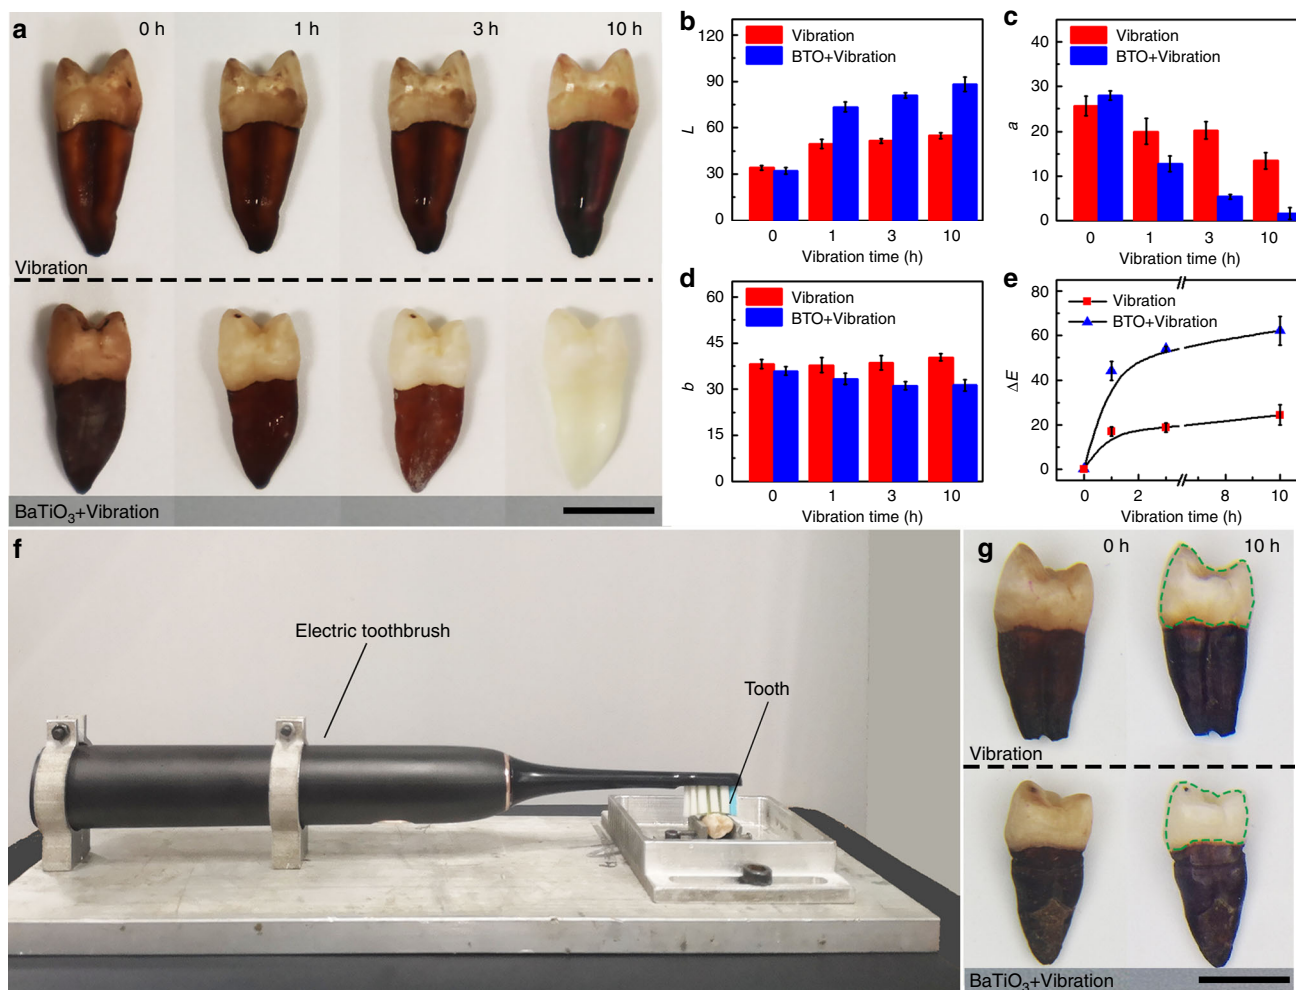 a
0 h
1 h
3 h
10 h
Vibration
BaTiO3+Vibration
b
120
90
60
30
0
L
Vibration
BTO+Vibration
0
1
3
10
Vibration time (h)
c
40
30
20
10
0
a
Vibration
BTO+Vibration
0
1
3
10
Vibration time (h)
d
60
45
30
15
0
b
Vibration
BTO+Vibration
0
1
3
10
Vibration time (h)
e
80
60
40
20
0
ΔE
Vibration
BTO+Vibration
0
2
8
10
Vibration time (h)
f
Electric toothbrush
Tooth
g
0 h
10 h
Vibration
BaTiO3+Vibration